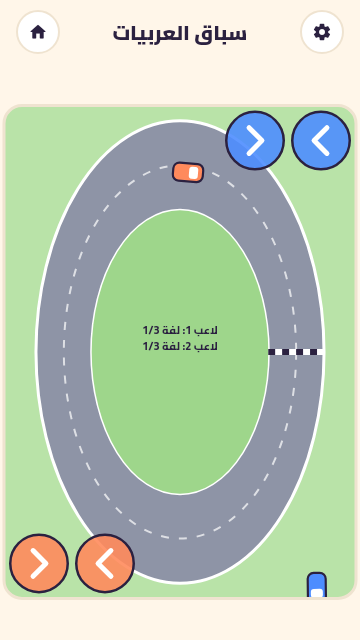 سباق العربيات
لاعب 1: لفة 1/3
لاعب 2: لفة 1/3